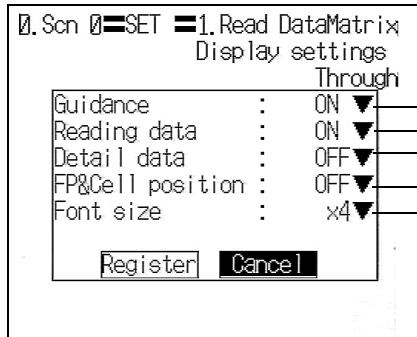 0.Scn 0=SET =1.Read DataMatrix
Display settings
Through
Guidance : ON ▼
Reading data : ON ▼
Detail data : OFF▼
FP&Cell position : OFF▼
Font size : x4▼
Register Cancel